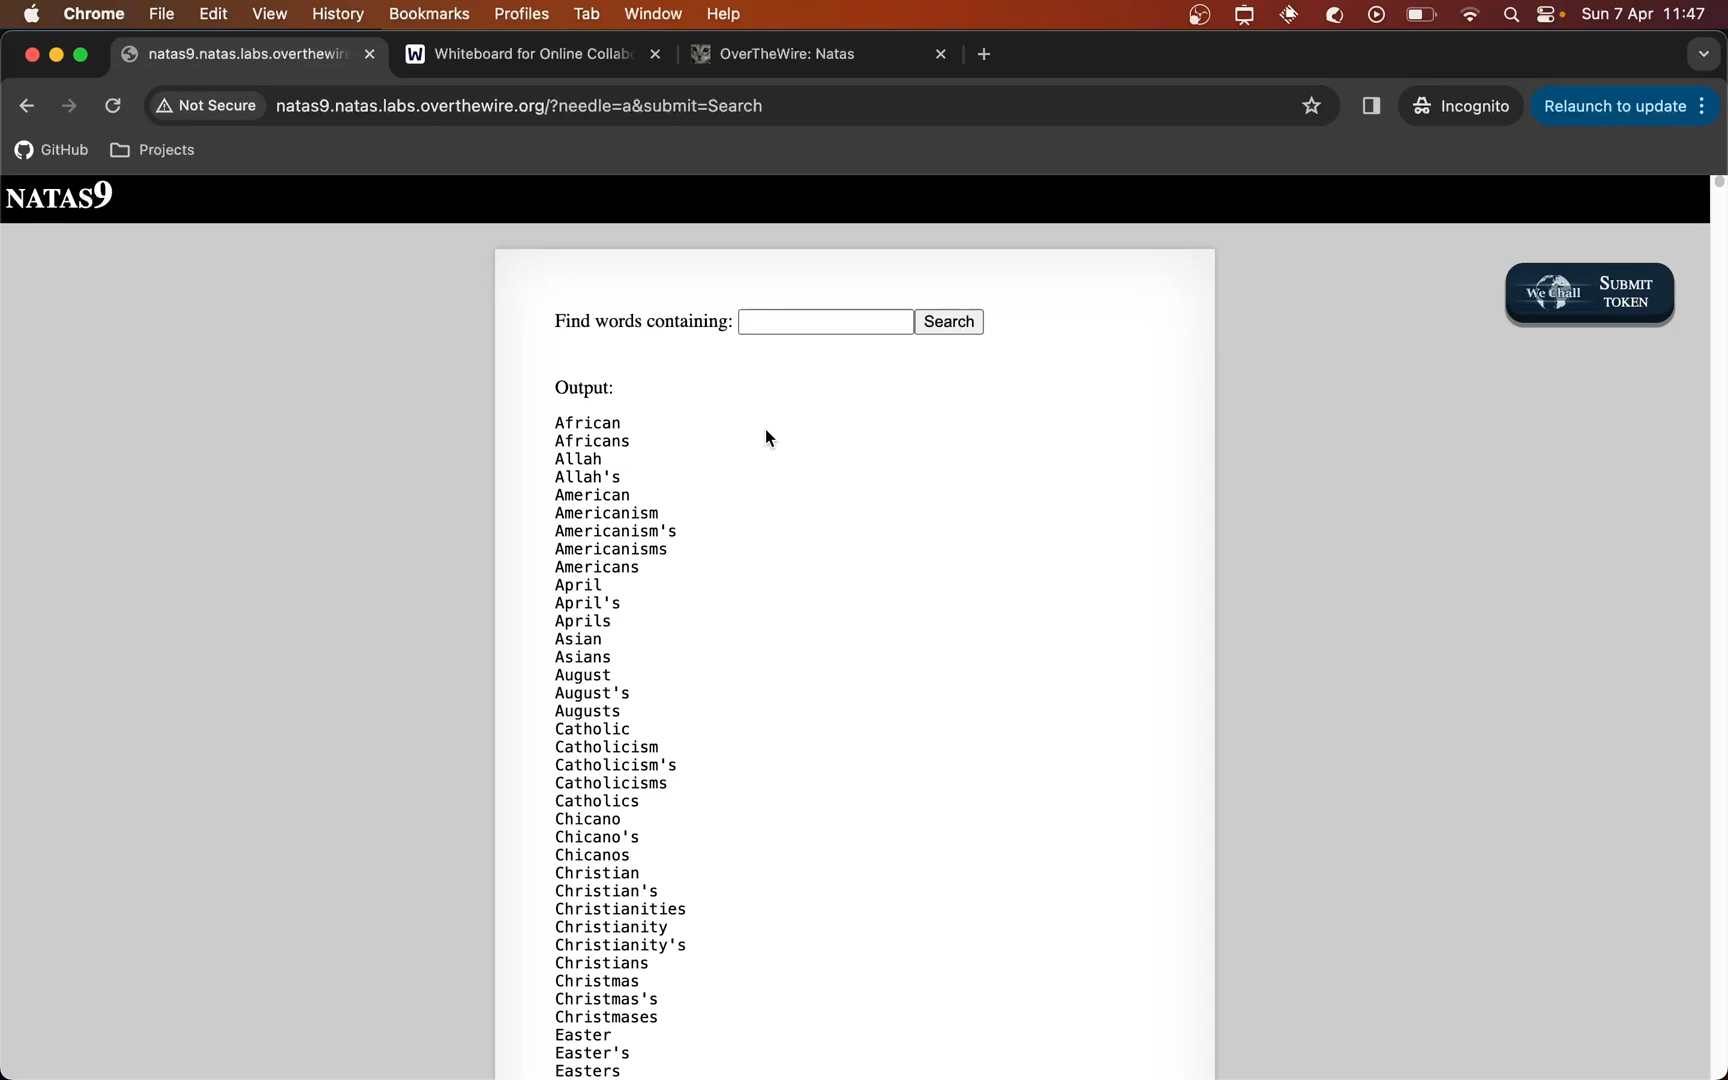 Chrome File Edit View History Bookmarks Profiles Tab Window Help Sun 7 Apr 11:47
natas9.natas.labs.overthewire W Whiteboard for Online Collab OverTheWire: Natas
Not Secure natas9.natas.labs.overthewire.org/?needle=a&submit=Search Incognito Relaunch to update
GitHub Projects
NATAS9
We Chall SUBMIT TOKEN
Find words containing: Search
Output:
African
Africans
Allah
Allah's
American
Americanism
Americanism's
Americanisms
Americans
April
April's
Aprils
Asian
Asians
August
August's
Augusts
Catholic
Catholicism
Catholicism's
Catholicisms
Catholics
Chicano
Chicano's
Chicanos
Christian
Christian's
Christianities
Christianity
Christianity's
Christians
Christmas
Christmas's
Christmases
Easter
Easter's
Easters